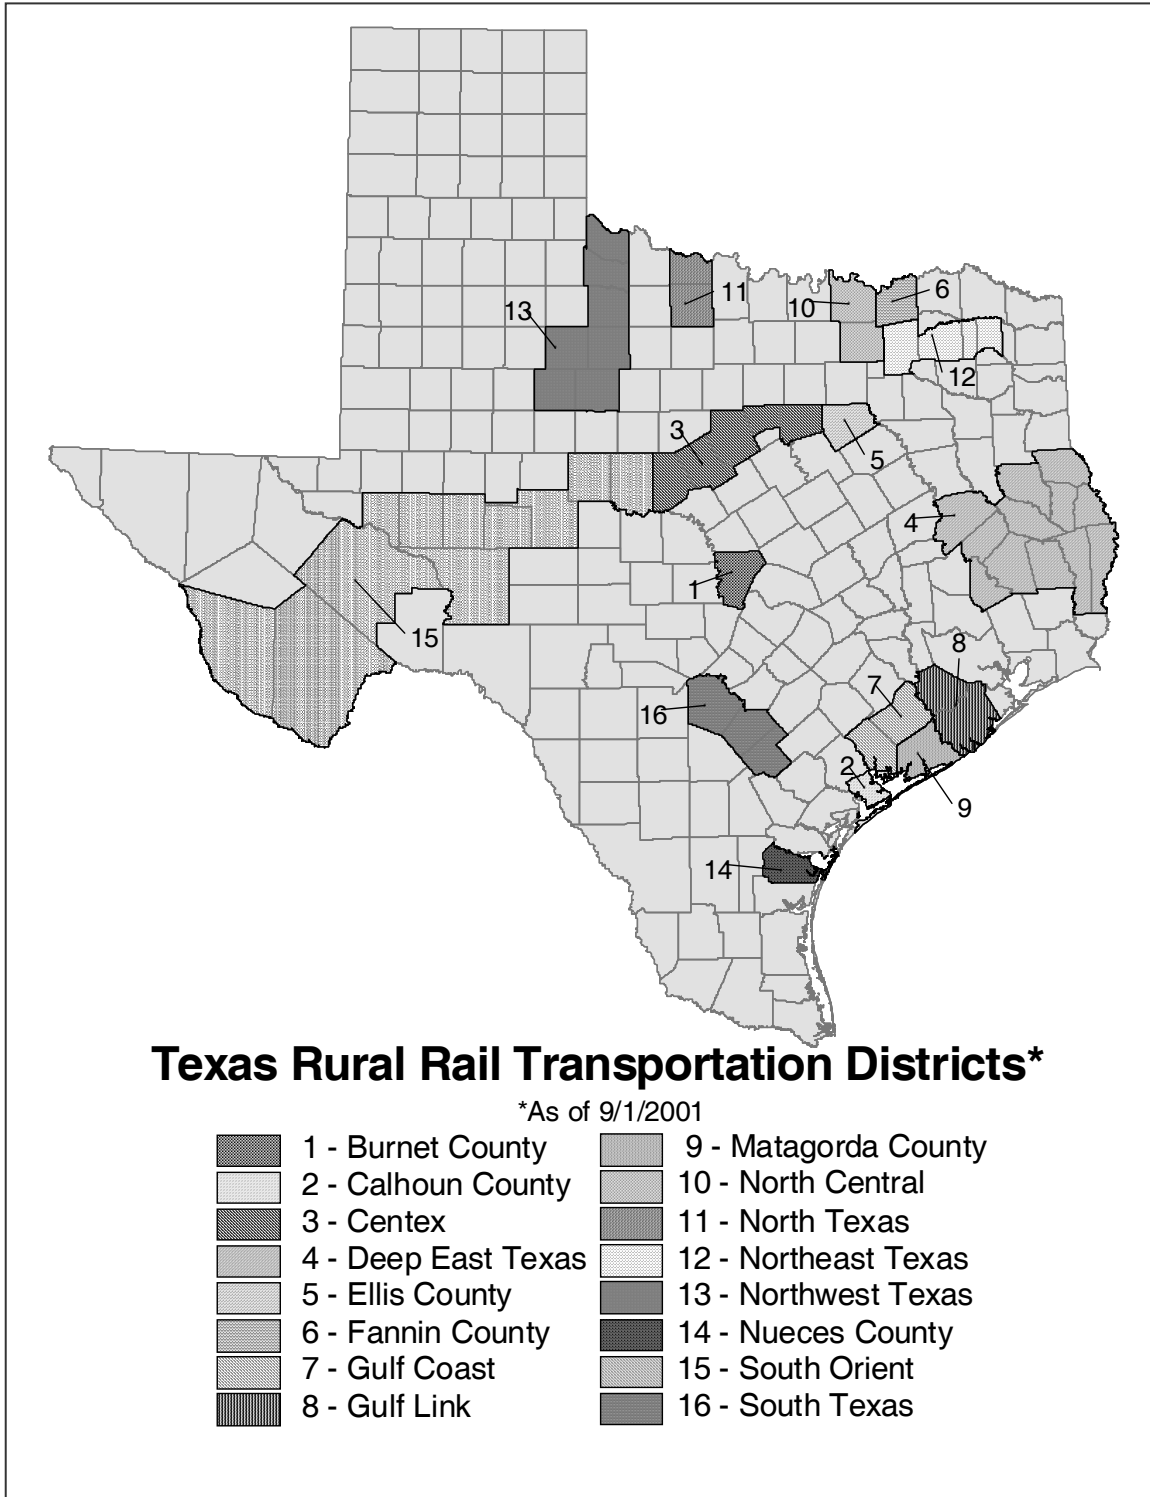 13
11
10
6
12
3
5
4
1
15
8
7
16
2
9
14
Texas Rural Rail Transportation Districts*
*As of 9/1/2001
1 - Burnet County
2 - Calhoun County
3 - Centex
4 - Deep East Texas
5 - Ellis County
6 - Fannin County
7 - Gulf Coast
8 - Gulf Link
9 - Matagorda County
10 - North Central
11 - North Texas
12 - Northeast Texas
13 - Northwest Texas
14 - Nueces County
15 - South Orient
16 - South Texas